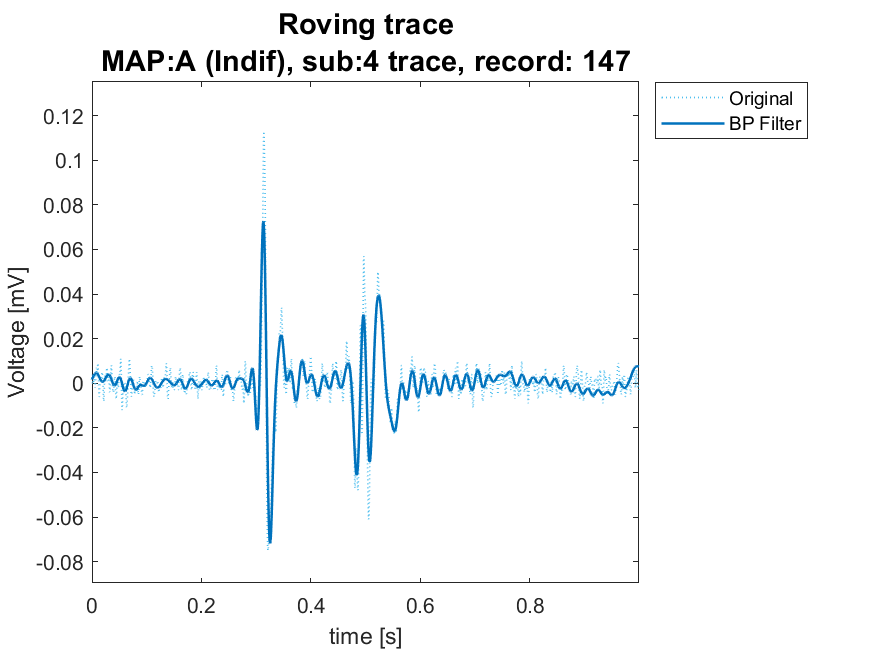 Roving trace
MAP:A (Indif), sub:4 trace, record: 147
Original
BP Filter
0.12
0.1
0.08
0.06
0.04
0.02
0
-0.02
-0.04
-0.06
-0.08
Voltage [mV]
0
0.2
0.4
0.6
0.8
time [s]